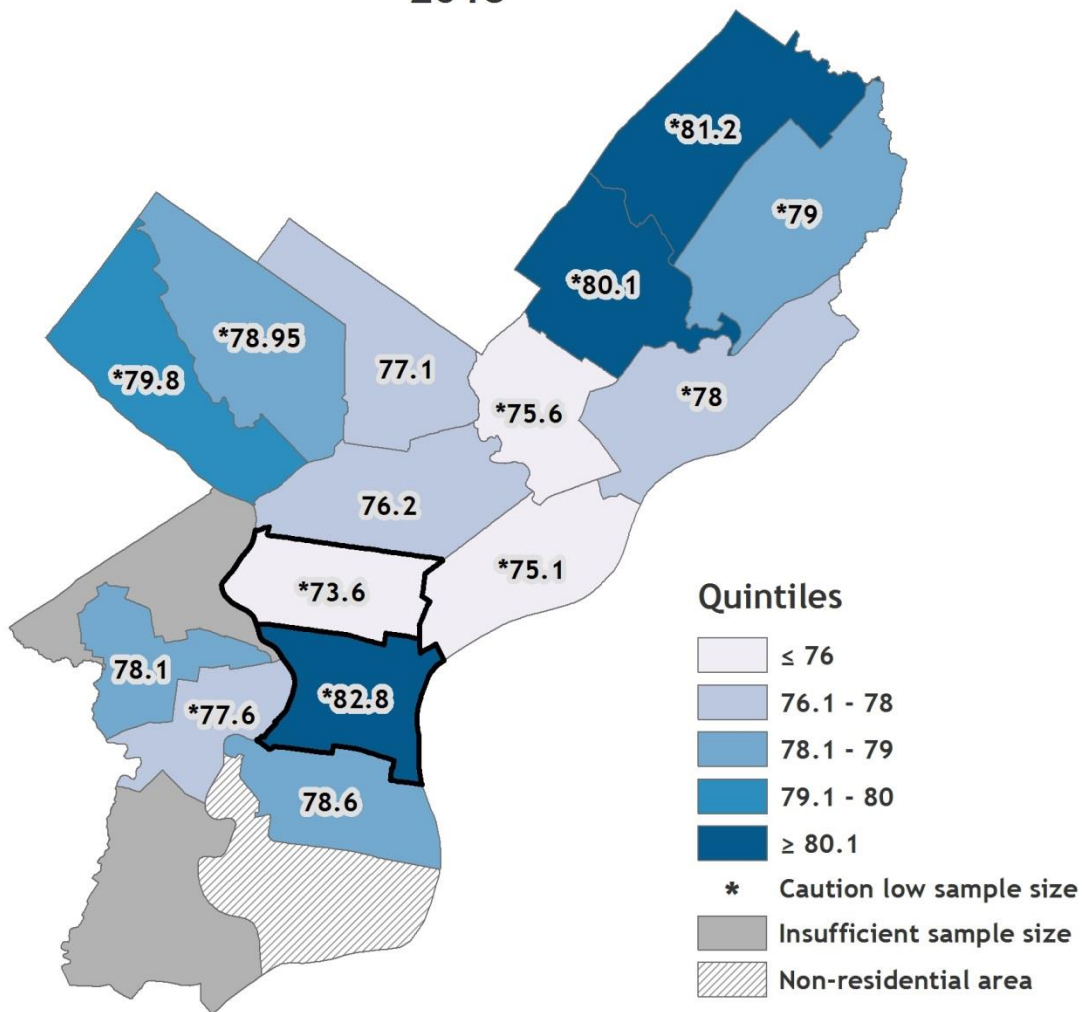 *81.2
*79
*80.1
*78.95
77.1
*79.8
*75.6
*78
76.2
*75.1
*73.6
78.1
*77.6
*82.8
78.6
Quintiles
≤ 76
76.1 - 78
78.1 - 79
79.1 - 80
≥ 80.1
* Caution low sample size
Insufficient sample size
Non-residential area